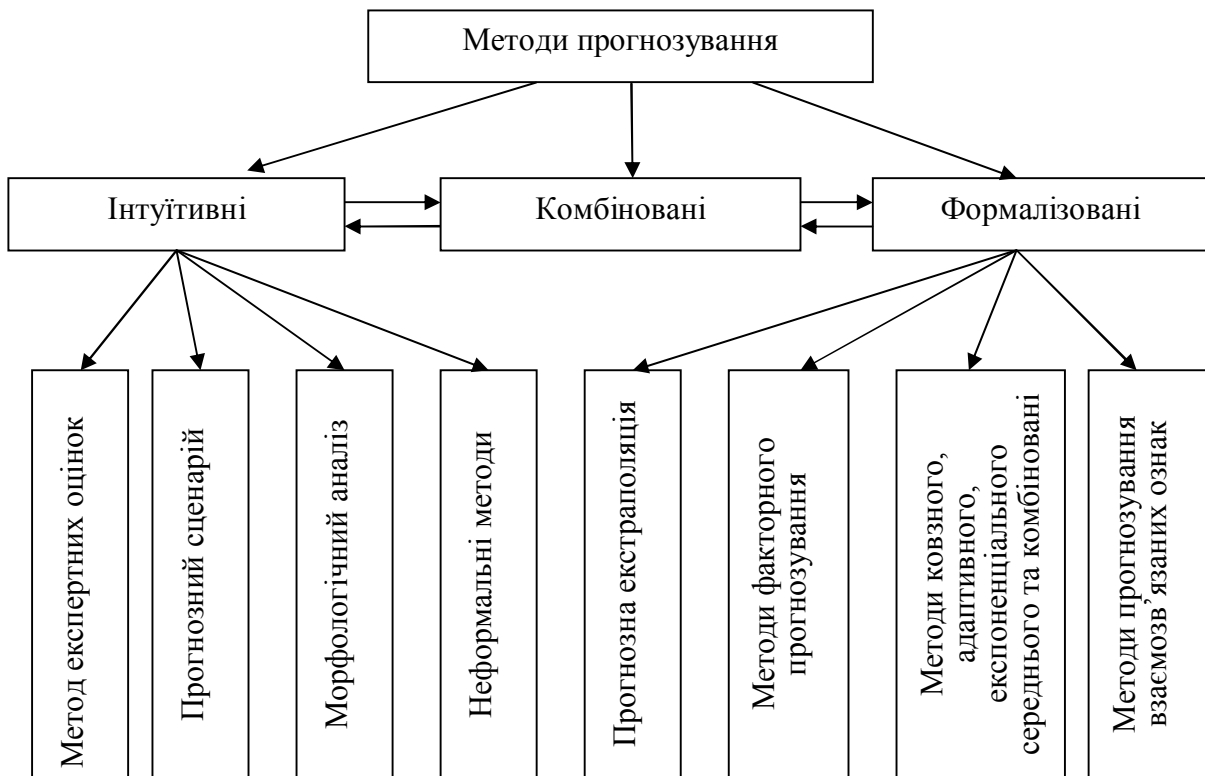 Методи прогнозування
Інтуїтивні
Комбіновані
Формалізовані
Метод експертних оцінок
Прогнозний сценарій
Морфологічний аналіз
Неформальні методи
Прогнозна екстраполяція
Методи факторного
прогнозування
Методи ковзного,
адаптивного,
експоненціального
середнього та комбіновані
Методи прогнозування
взаємозв’язаних ознак